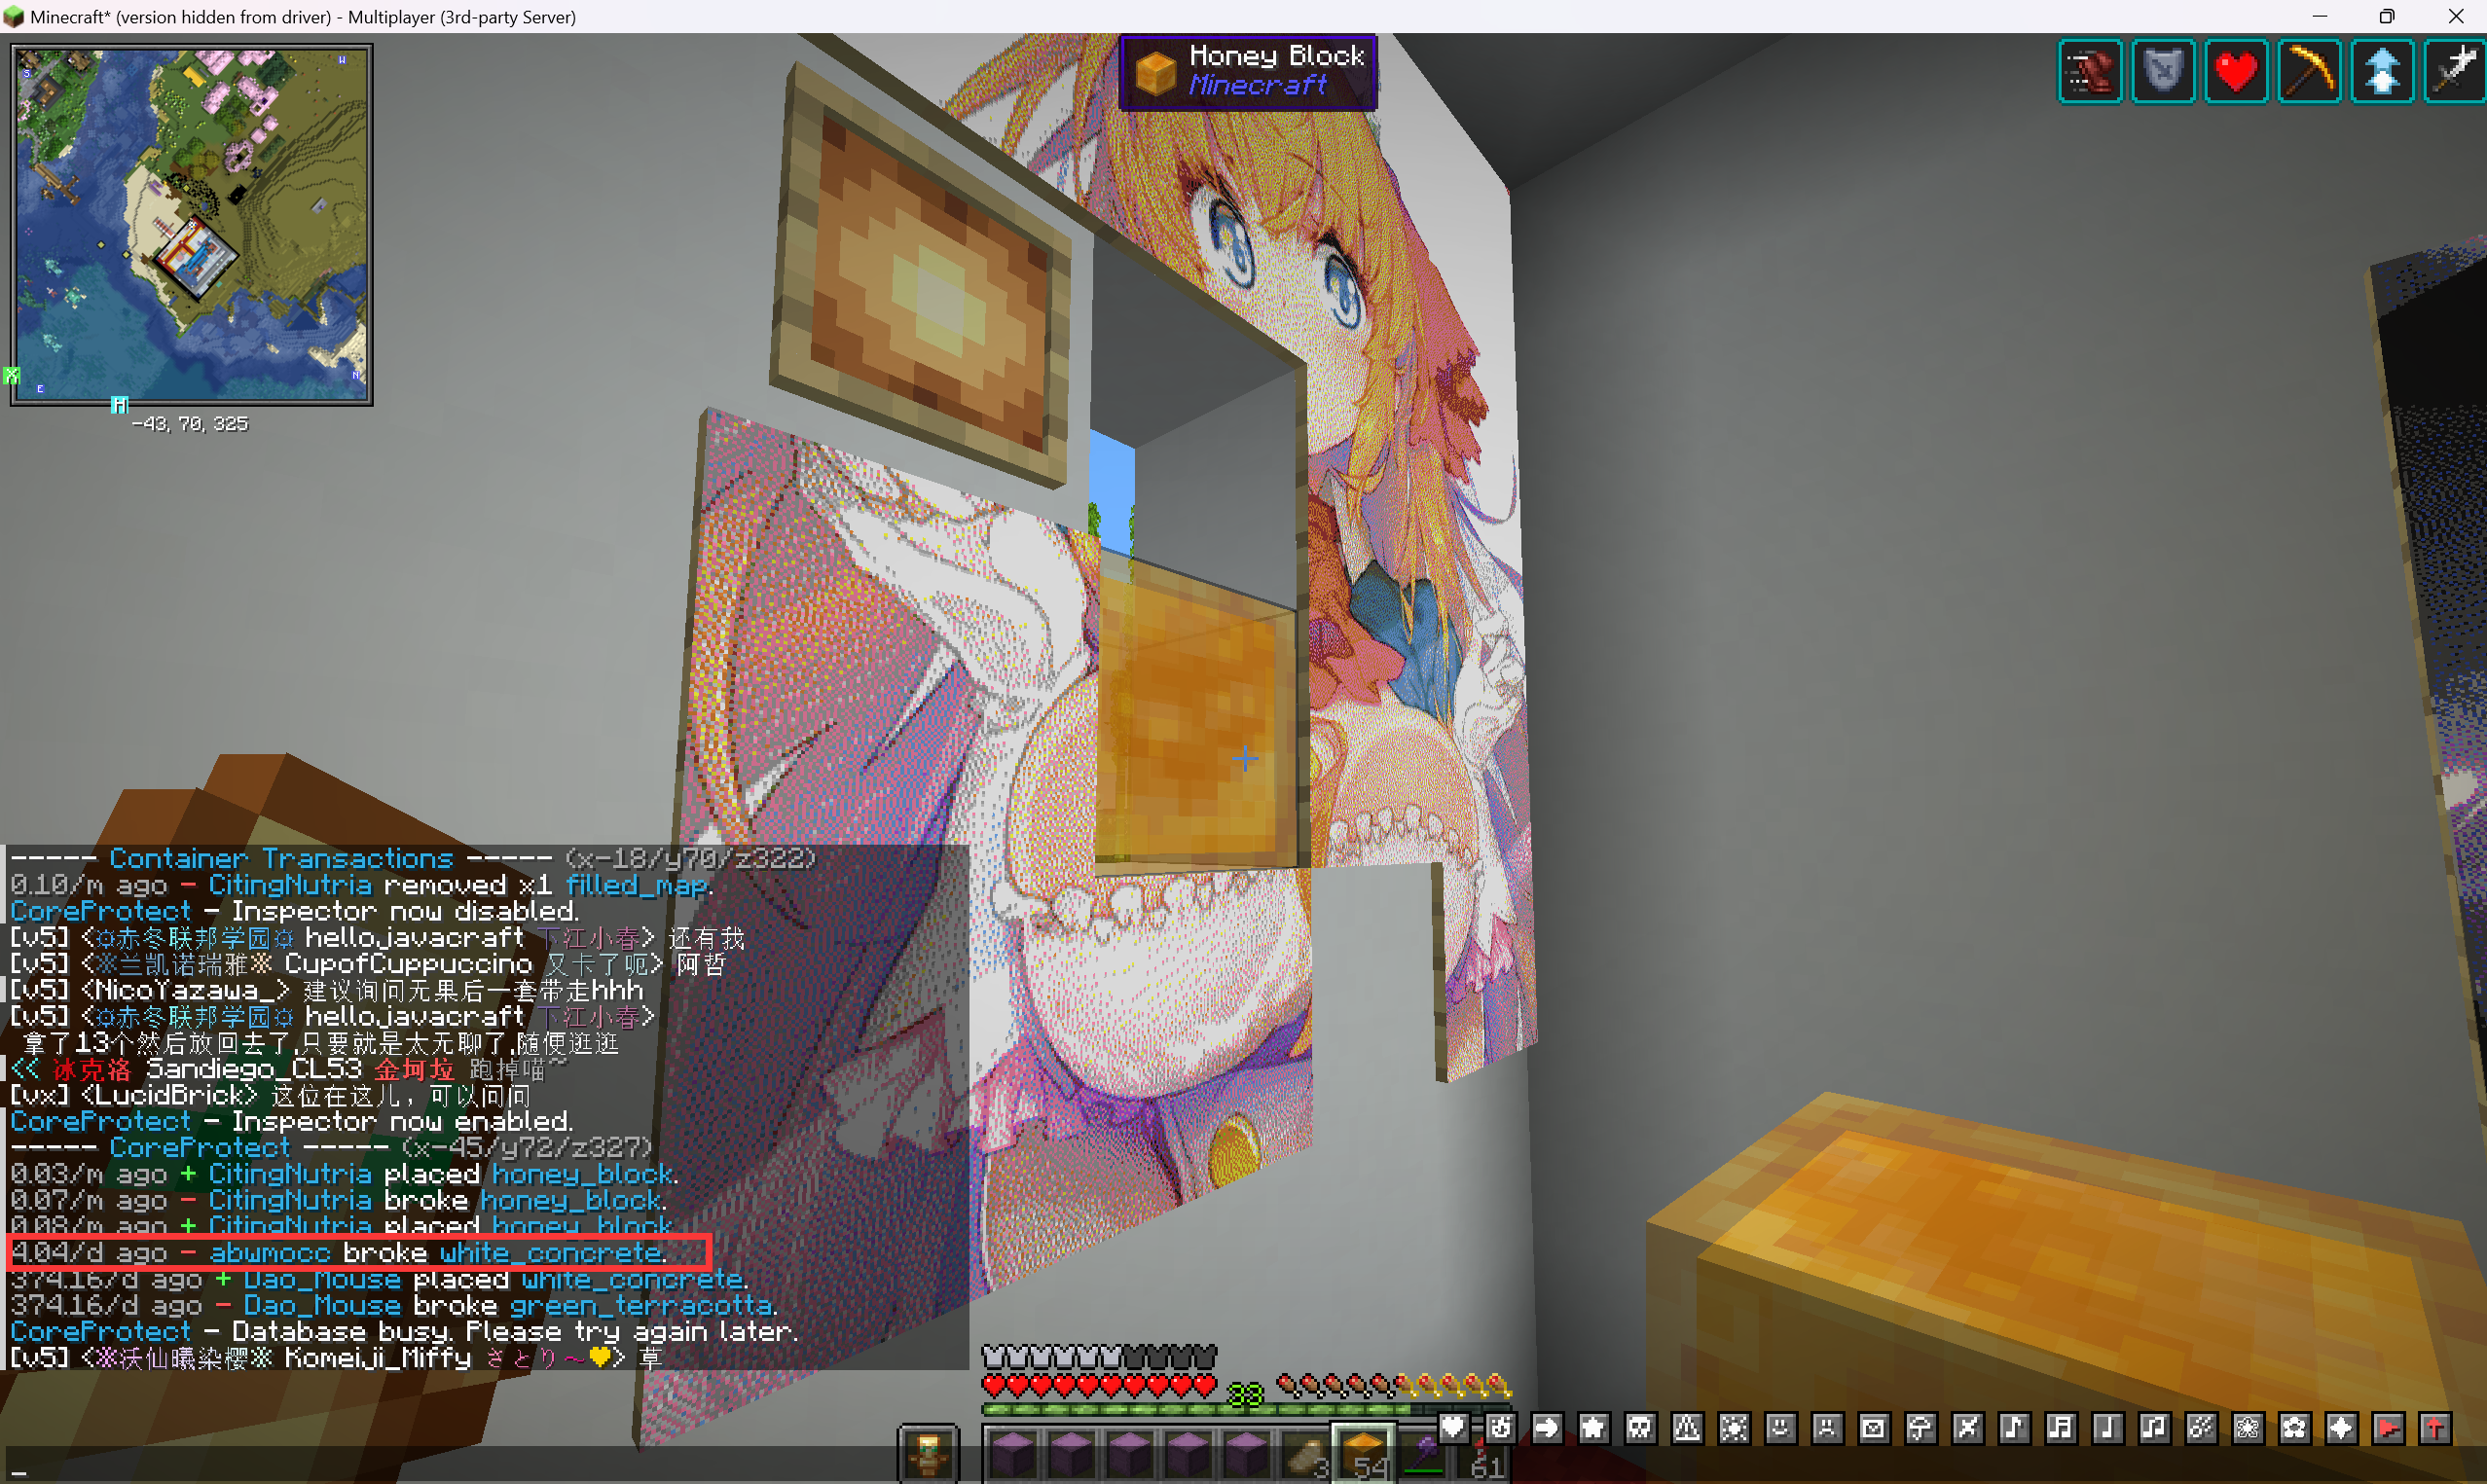 Minecraft* (version hidden from driver) - Multiplayer (3rd-party Server)
Honey Block
Minecraft
S
W
E
N
H
-43, 70, 325
----- Container Transactions ----- (x-18/y70/z322)
0.10/m ago - CitingNutria removed x1 filled_map.
CoreProtect - Inspector now disabled.
[v5] <☼赤冬联邦学园☼ hellojavacraft 下江小春> 还有我
[v5] <※兰凯诺瑞雅※ CupofCuppuccino 又卡了呃> 阿哲
[v5] <NicoYazawa_> 建议询问无果后一套带走hhh
[v5] <☼赤冬联邦学园☼ hellojavacraft 下江小春>
拿了13个然后放回去了,只要就是太无聊了,随便逛逛
<< 冰克洛 Sandiego_CL53 金坷垃 跑掉喵~
[vx] <LucidBrick> 这位在这儿，可以问问
CoreProtect - Inspector now enabled.
----- CoreProtect ----- (x-45/y72/z327)
0.03/m ago + CitingNutria placed honey_block.
0.07/m ago - CitingNutria broke honey_block.
0.08/m ago + CitingNutria placed honey_block.
4.04/d ago - abwmocc broke white_concrete.
374.16/d ago + Dao_Mouse placed white_concrete.
374.16/d ago - Dao_Mouse broke green_terracotta.
CoreProtect - Database busy. Please try again later.
[v5] <※沃仙曦染樱※ Komeiji_Miffy さとり～💛> 草
33
3
54
61